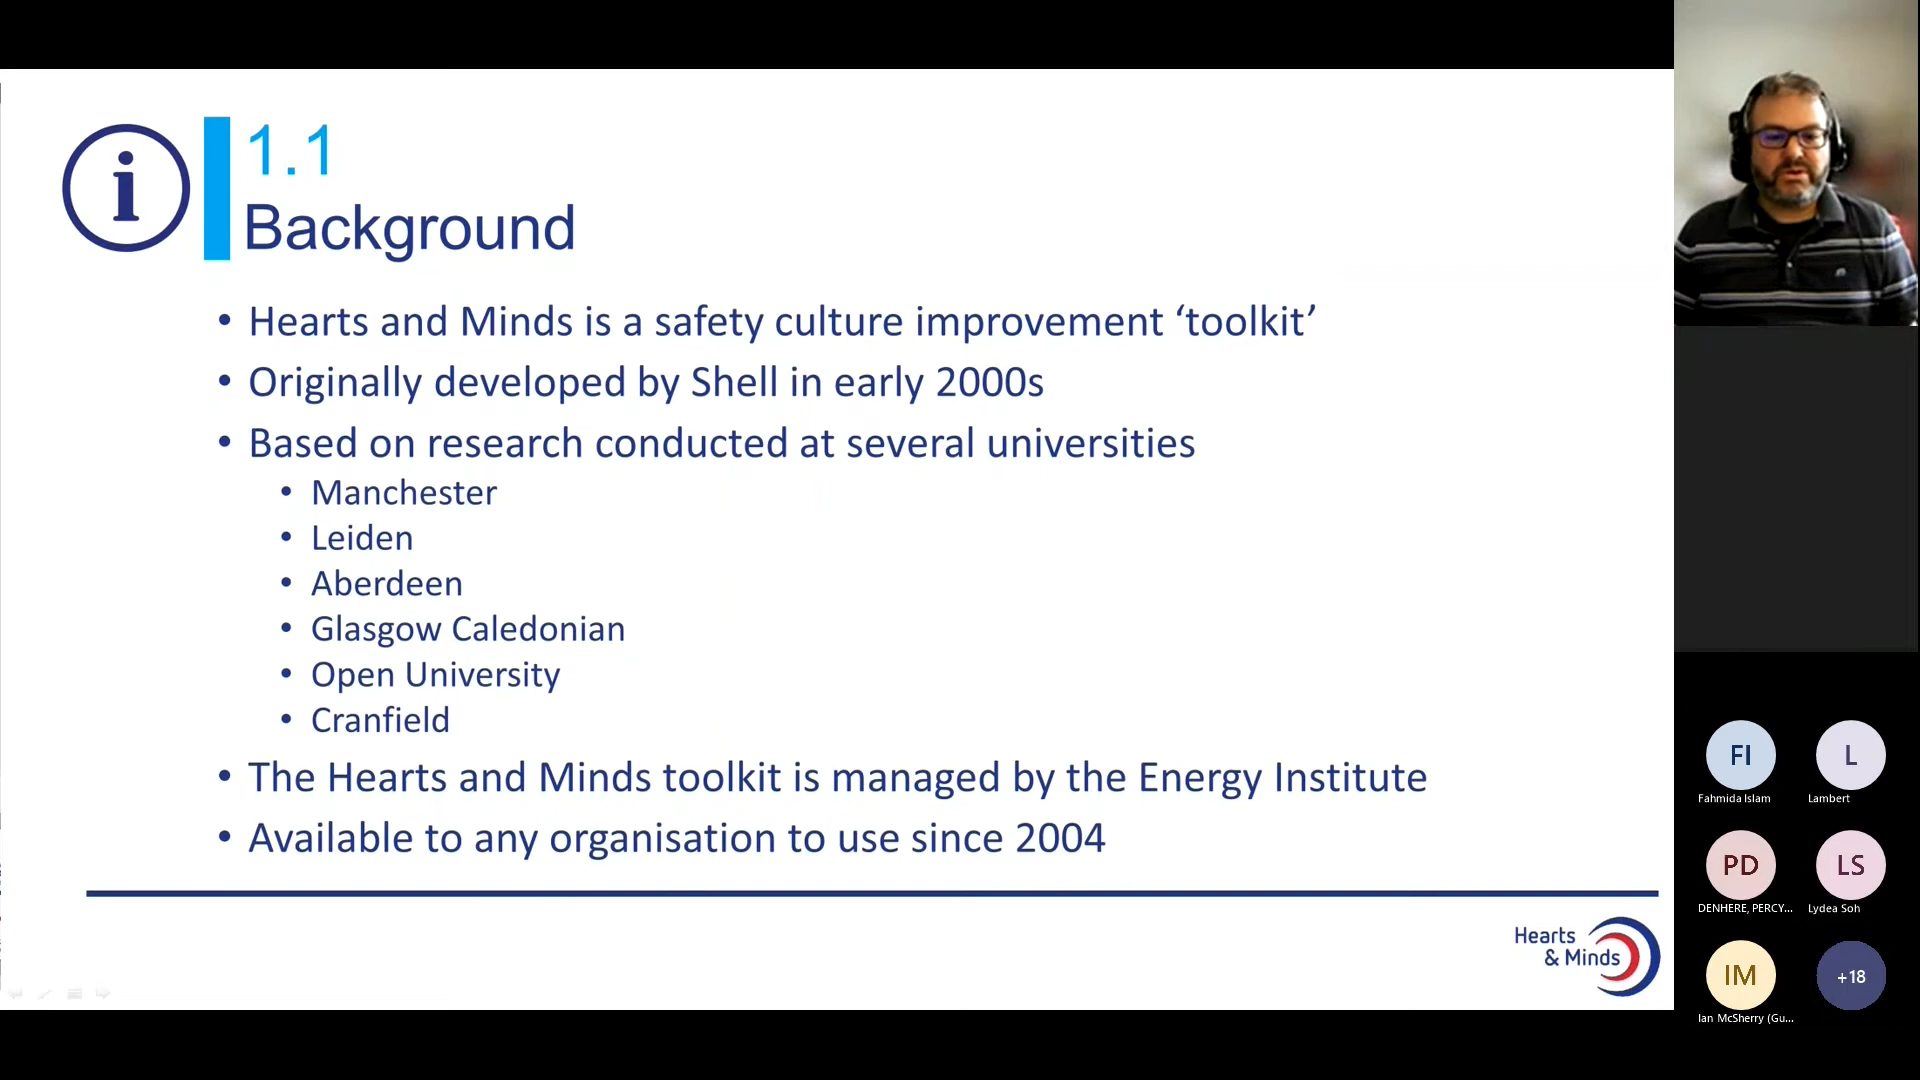 1.1
Background
• Hearts and Minds is a safety culture improvement ‘toolkit’
• Originally developed by Shell in early 2000s
• Based on research conducted at several universities
• Manchester
• Leiden
• Aberdeen
• Glasgow Caledonian
• Open University
• Cranfield
• The Hearts and Minds toolkit is managed by the Energy Institute
• Available to any organisation to use since 2004
Hearts
& Minds
FI
L
Fahmida Islam
Lambert
PD
LS
DENHERE, PERCY...
Lydea Soh
IM
+18
Ian McSherry (Gu...